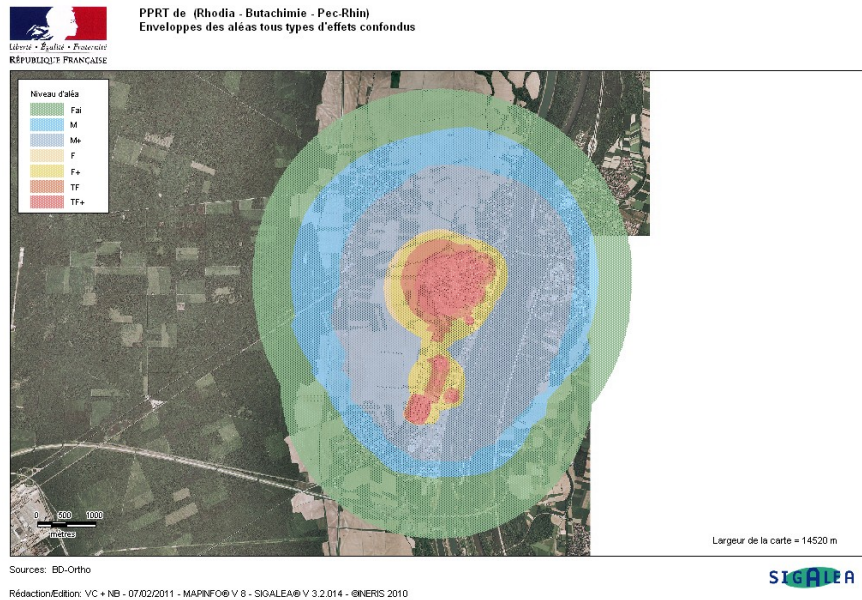 PPRT de (Rhodia - Butachimie - Pec-Rhin)
Enveloppes des aléas tous types d'effets confondus
Liberté • Égalité • Fraternité
RÉPUBLIQUE FRANÇAISE
Niveau d'aléa
Fai
M
M+
F
F+
TF
TF+
0 500 1000
mètres
Largeur de la carte = 14520 m
Sources: BD-Ortho
SIGALEA
Rédaction/Edition: VC + NB - 07/02/2011 - MAPINFO® V 8 - SIGALEA® V 3.2.014 - ©INERIS 2010